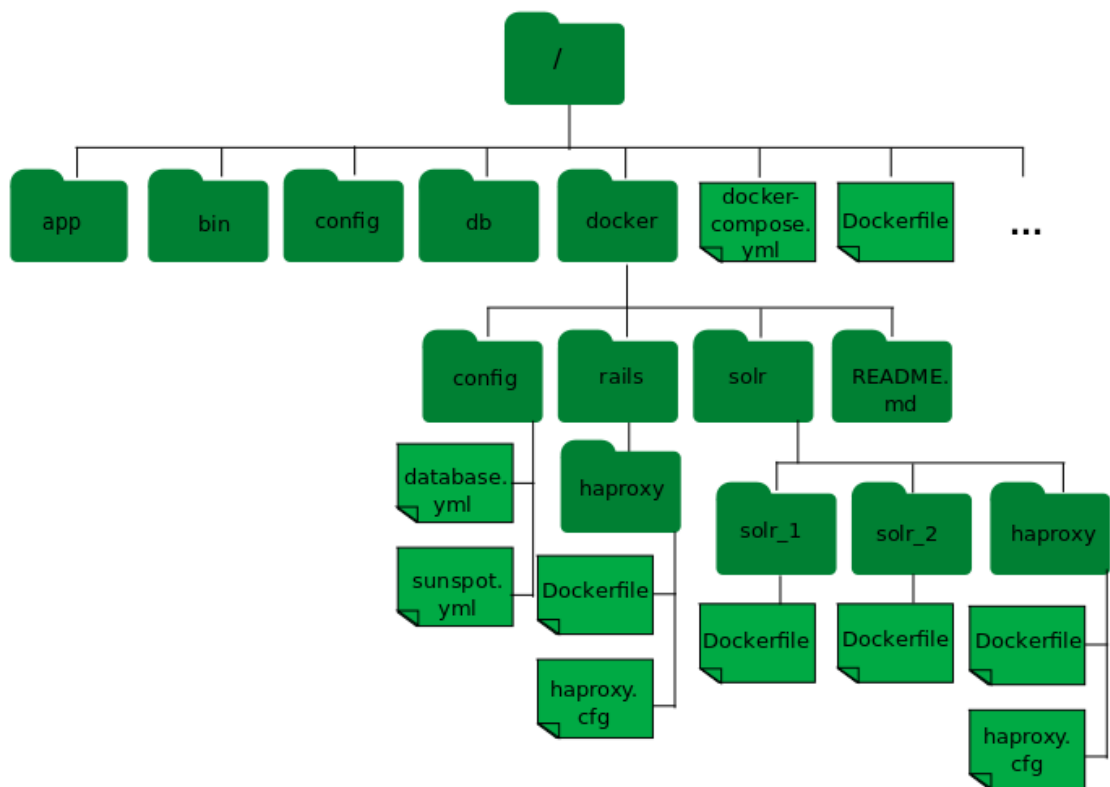 /
app
bin
config
db
docker
docker-
compose.
yml
Dockerfile
...
config
rails
solr
README.
md
database.
yml
haproxy
solr_1
solr_2
haproxy
sunspot.
yml
Dockerfile
Dockerfile
Dockerfile
Dockerfile
haproxy.
cfg
haproxy.
cfg